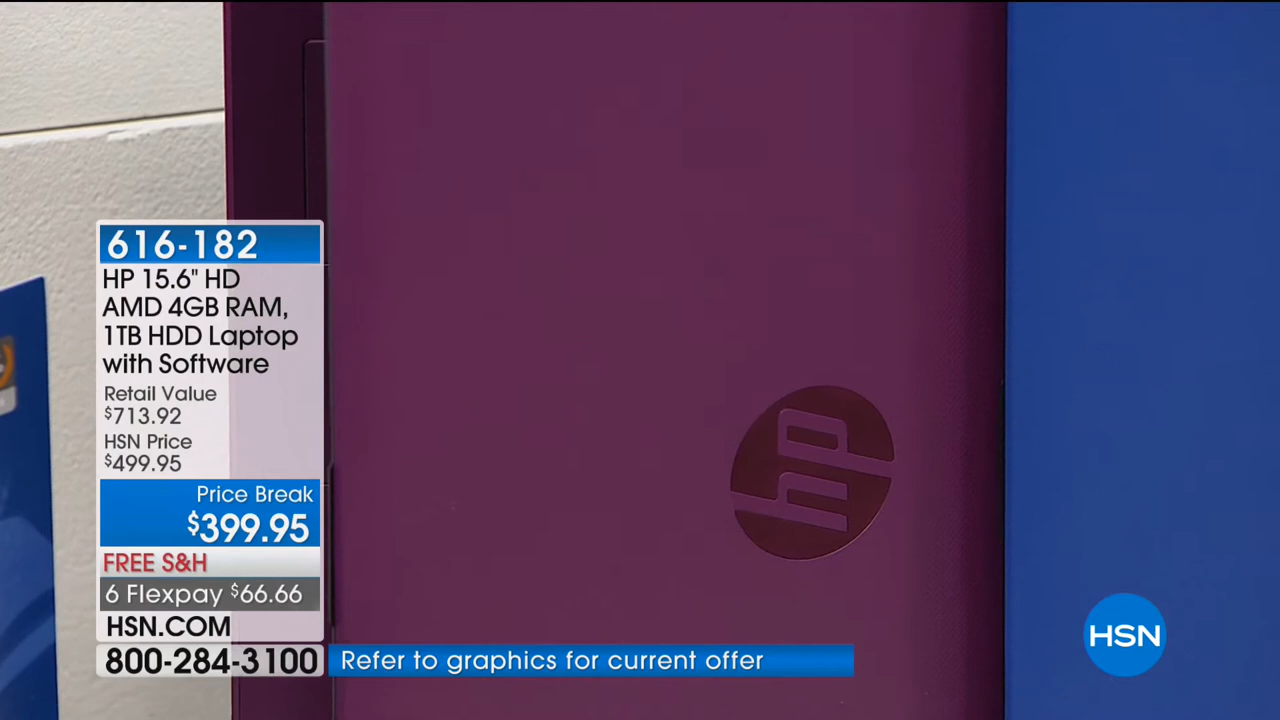 616-182
HP 15.6" HD
AMD 4GB RAM,
1TB HDD Laptop
with Software
Retail Value
$713.92
HSN Price
$499.95
Price Break
$399.95
FREE S&H
6 Flexpay $66.66
HSN.COM
800-284-3100
Refer to graphics for current offer
hp
HSN